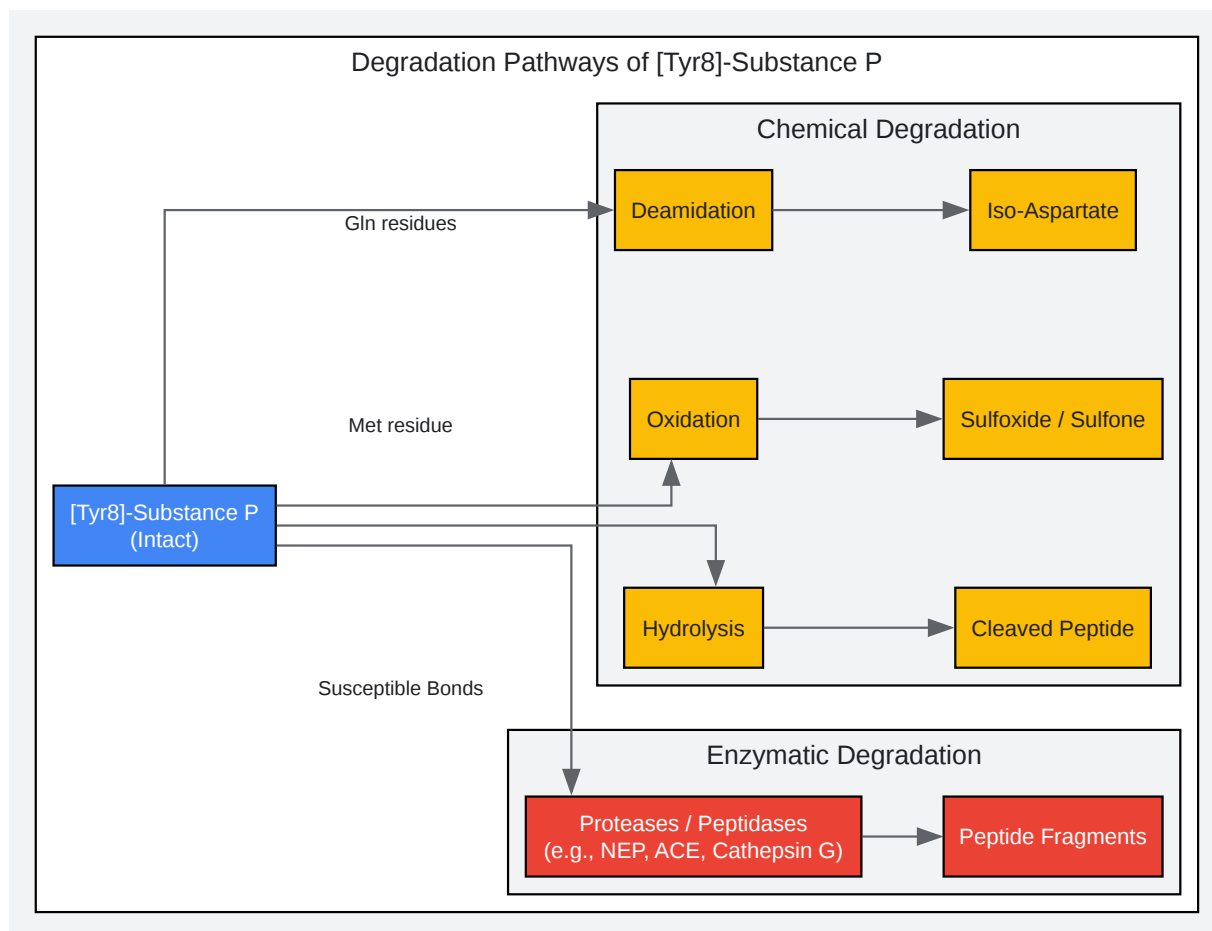 Degradation Pathways of [Tyr8]-Substance P
Chemical Degradation
Deamidation
Iso-Aspartate
Gln residues
Oxidation
Sulfoxide / Sulfone
Met residue
[Tyr8]-Substance P
(Intact)
Hydrolysis
Cleaved Peptide
Susceptible Bonds
Enzymatic Degradation
Proteases / Peptidases
(e.g., NEP, ACE, Cathepsin G)
Peptide Fragments